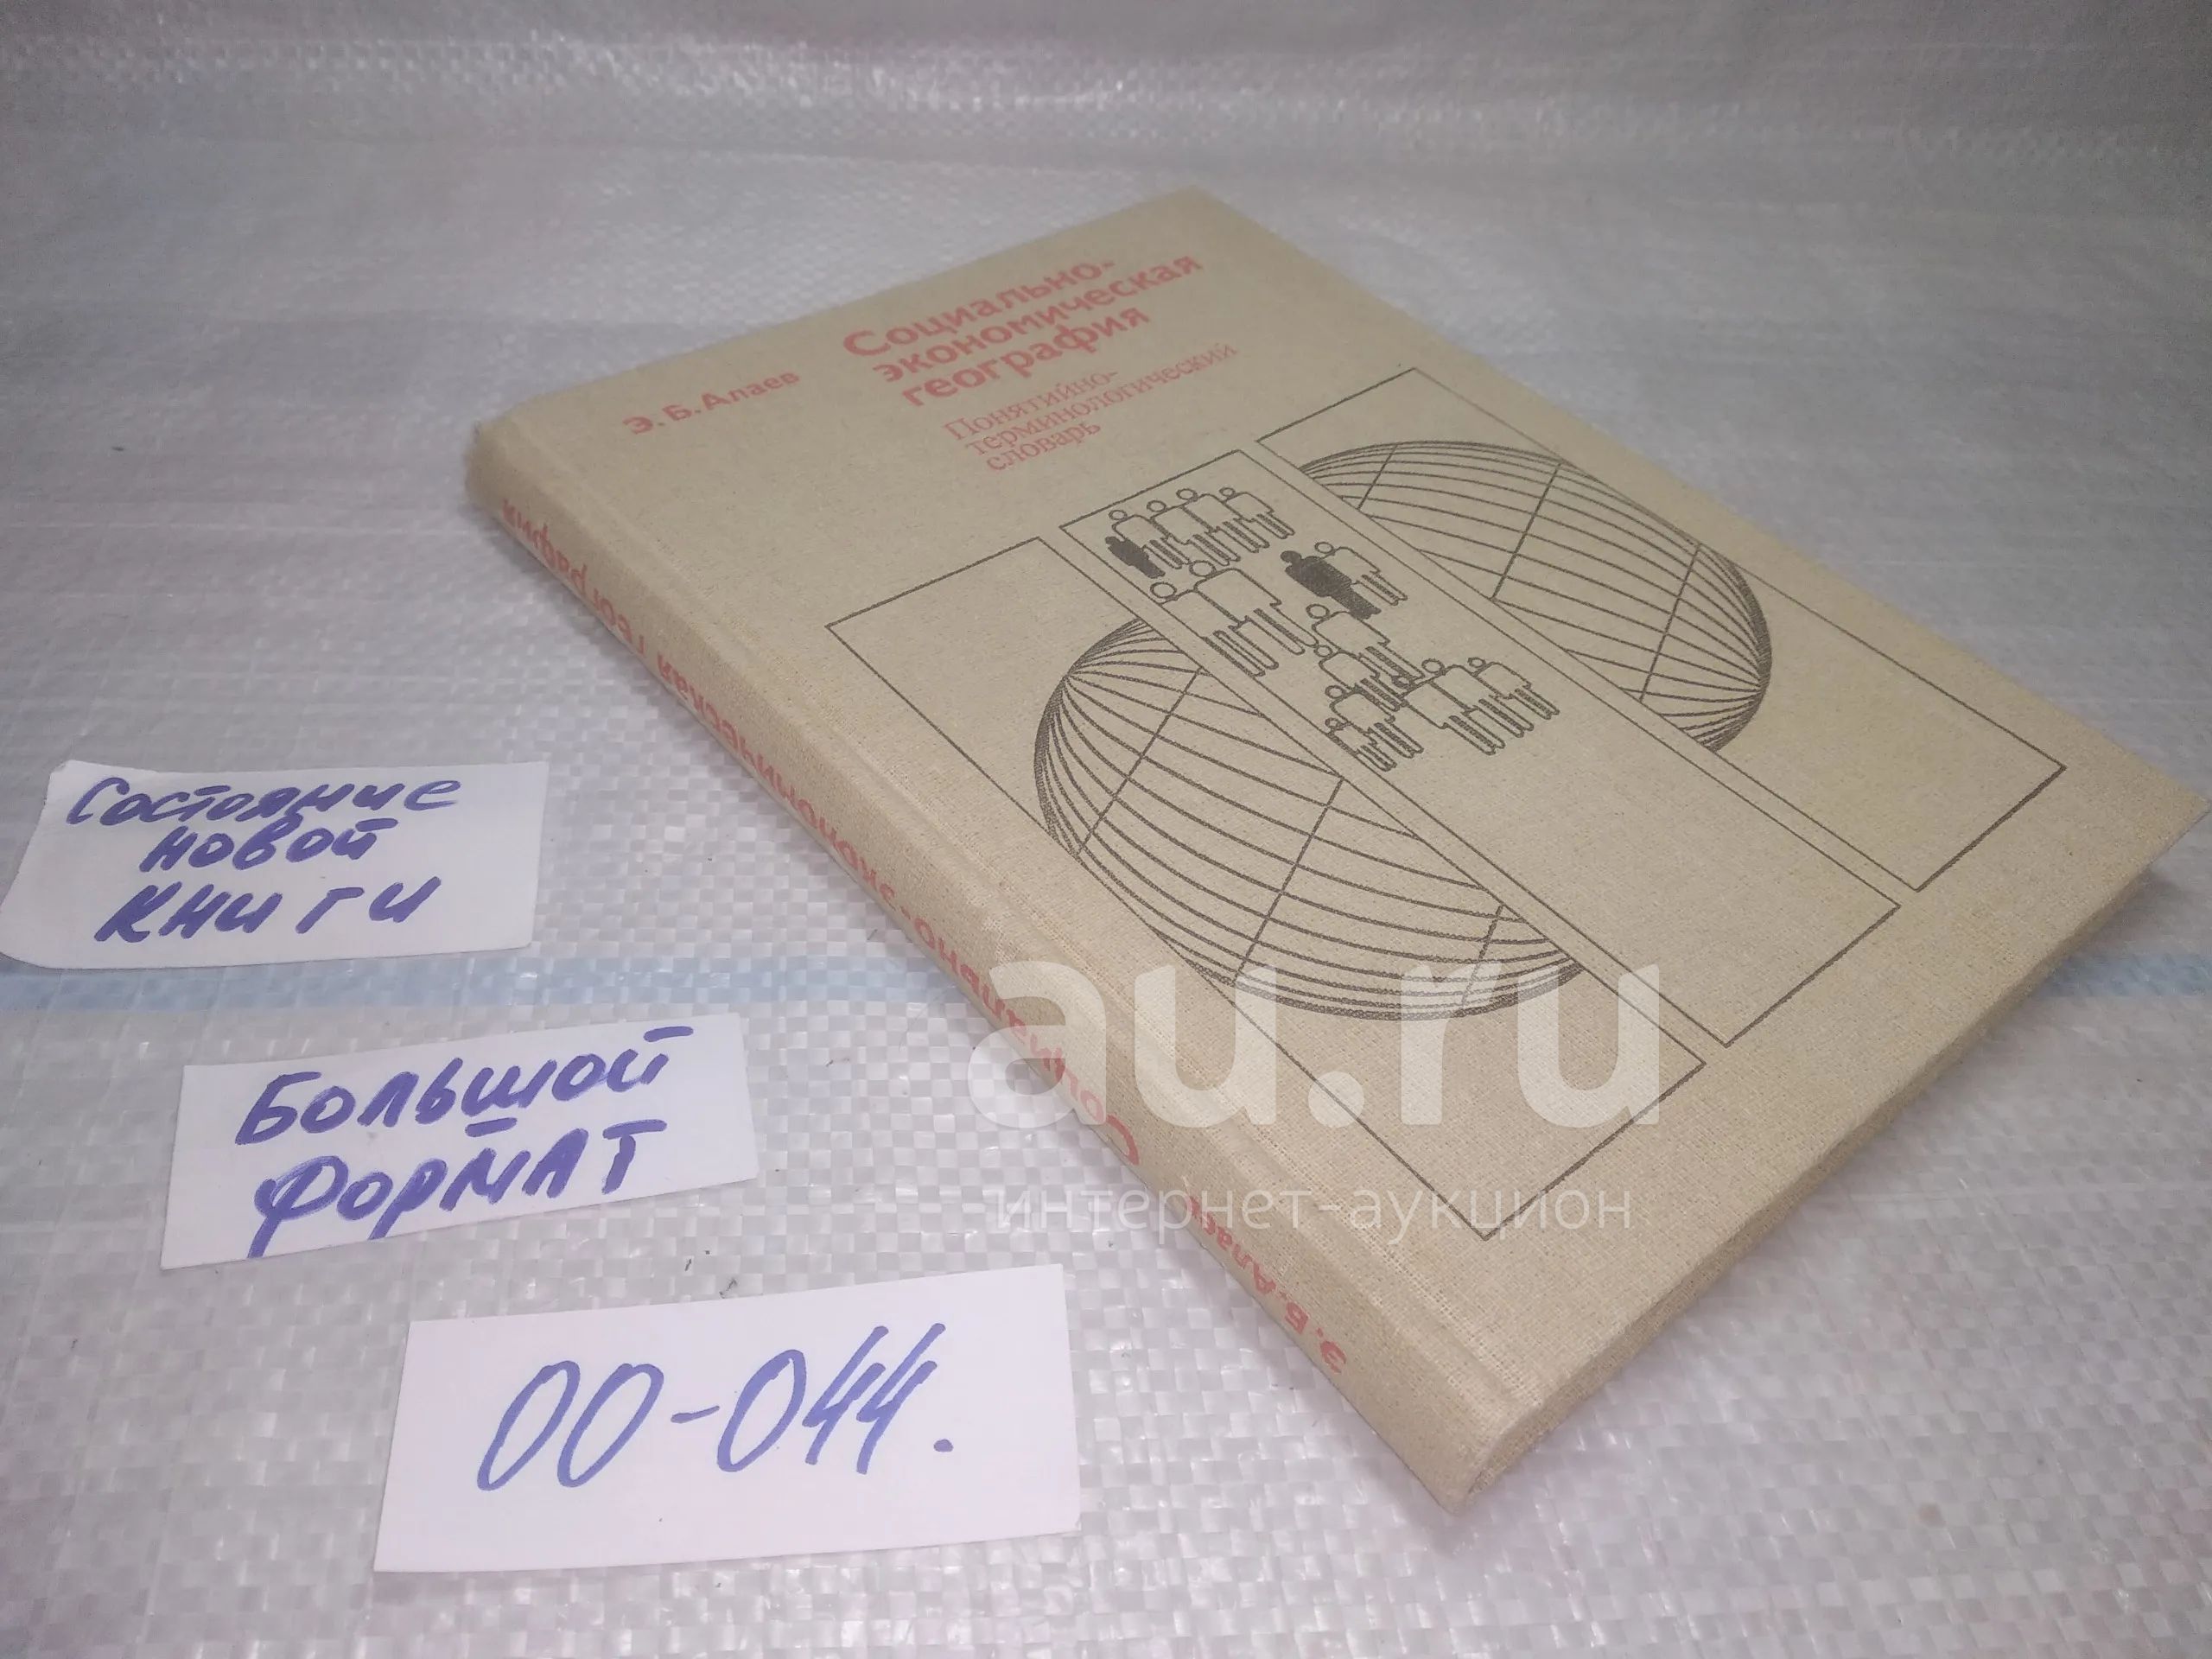 Э. Б. Алаев
Социально-
экономическая
география
Понятийно-
терминологический
словарь
Э. Б. Алаев Социально-экономическая география
Состояние
новой
книги
БОЛЬШОЙ
ФОРМАТ
00-044.
au.ru
интернет-аукцион